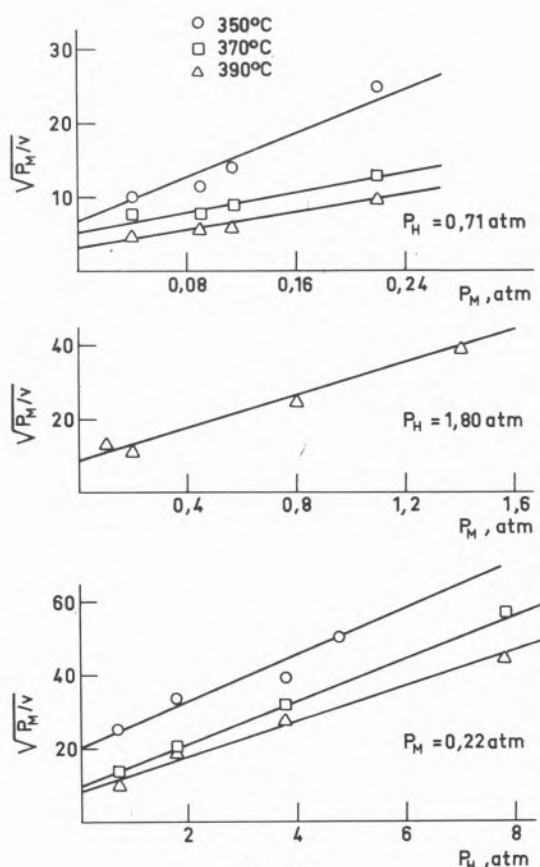 ○ 350°C
□ 370°C
△ 390°C
30
20
10
√P_M/v
P_H = 0,71 atm
0,08 0,16 0,24
P_M, atm
40
20
√P_M/v
P_H = 1,80 atm
0,4 0,8 1,2 1,6
P_M, atm
60
40
20
√P_M/v
P_M = 0,22 atm
2 4 6 8
atm